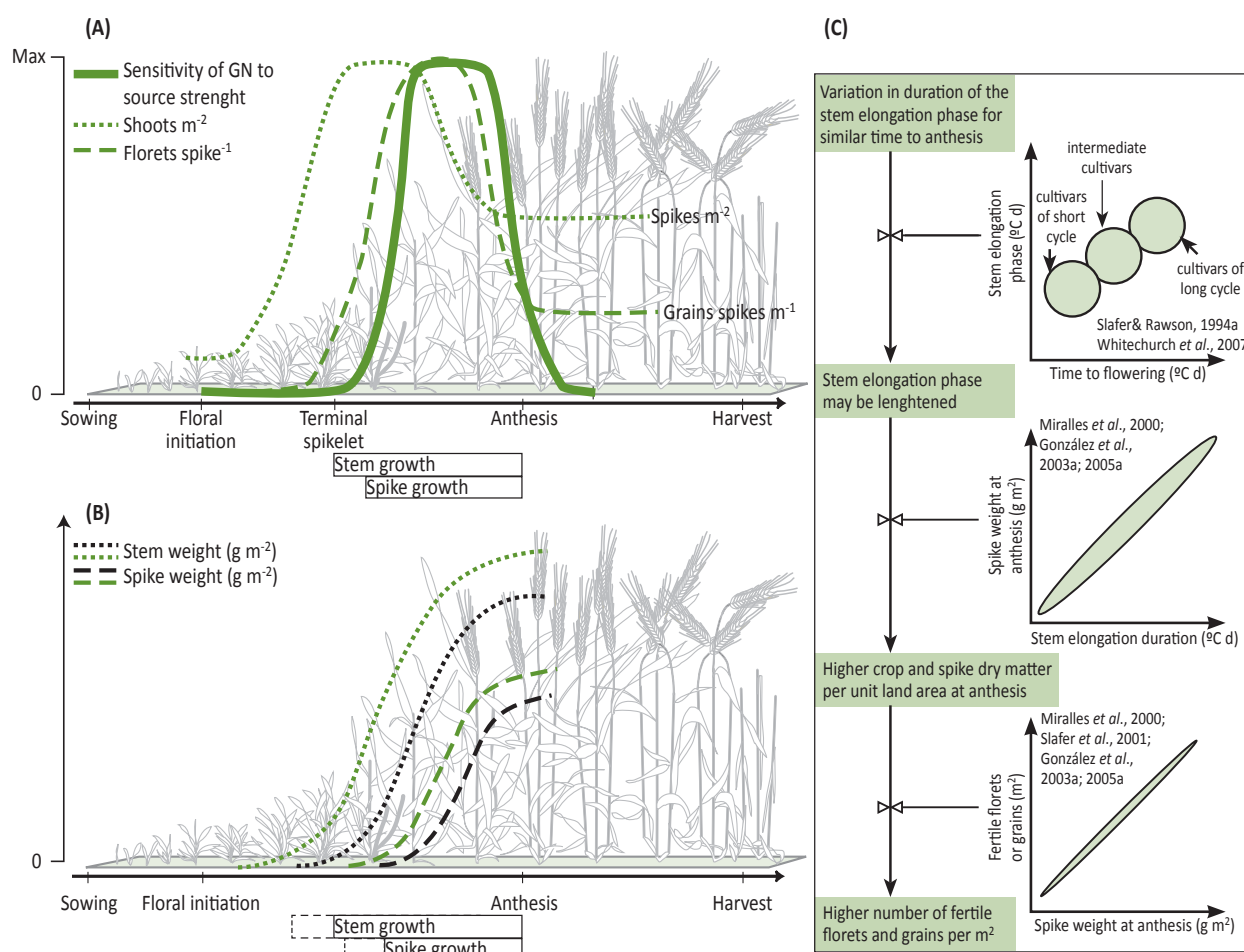 (A)
Max
Sensitivity of GN to
source strenght
Shoots m⁻²
Florets spike⁻¹
Spikes m⁻²
Grains spikes m⁻¹
0
Sowing
Floral
initiation
Terminal
spikelet
Anthesis
Harvest
Stem growth
Spike growth
(B)
Stem weight (g m⁻²)
Spike weight (g m⁻²)
0
Sowing
Floral initiation
Anthesis
Harvest
Stem growth
Spike growth
(C)
Variation in duration of the
stem elongation phase for
similar time to anthesis
Stem elongation
phase (ºC d)
intermediate
cultivars
cultivars
of short
cycle
cultivars of
long cycle
Slafer& Rawson, 1994a
Whitechurch et al., 2007
Time to flowering (ºC d)
Stem elongation phase
may be lenghtened
Miralles et al., 2000;
González et al.,
2003a; 2005a
Spike weight at
anthesis (g m²)
Stem elongation duration (ºC d)
Higher crop and spike dry matter
per unit land area at anthesis
Miralles et al., 2000;
Slafer et al., 2001;
González et al.,
2003a; 2005a
Fertile florets
or grains (m²)
Spike weight at anthesis (g m²)
Higher number of fertile
florets and grains per m²